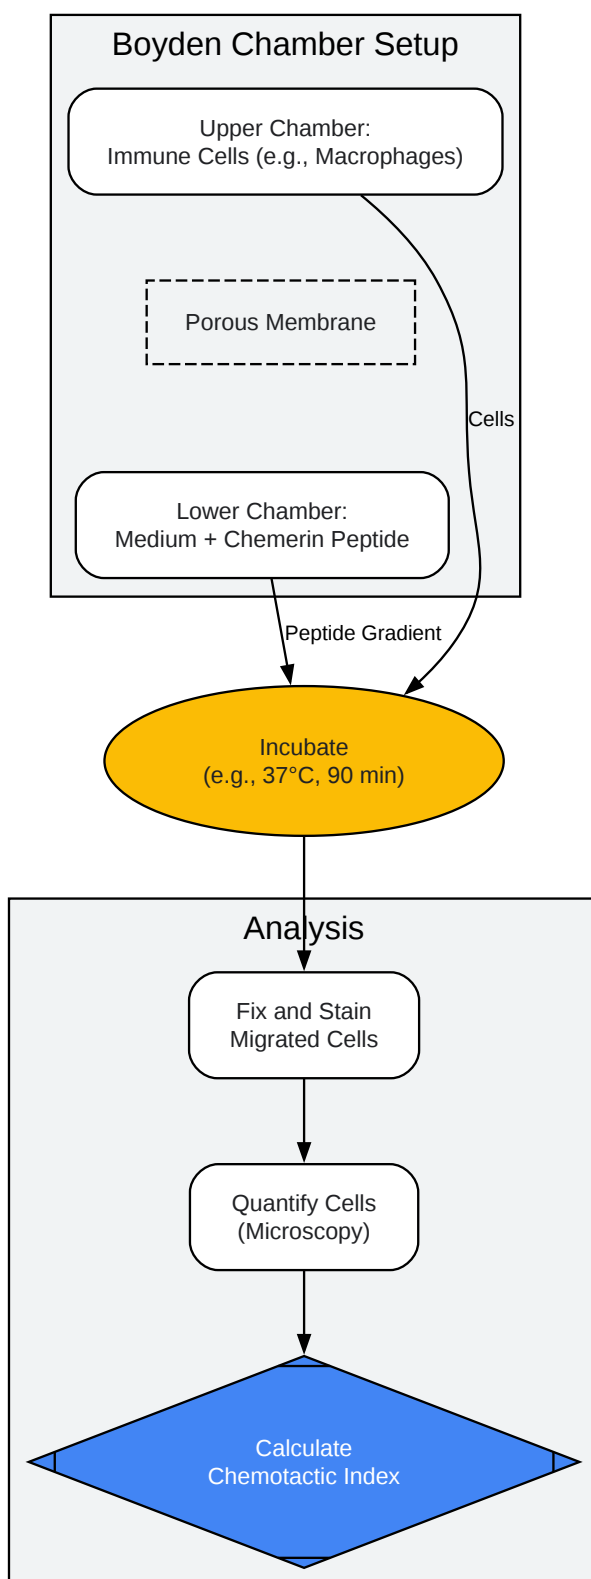 Boyden Chamber Setup
Upper Chamber:
Immune Cells (e.g., Macrophages)
Porous Membrane
Cells
Lower Chamber:
Medium + Chemerin Peptide
Peptide Gradient
Incubate
(e.g., 37°C, 90 min)
Analysis
Fix and Stain
Migrated Cells
Quantify Cells
(Microscopy)
Calculate
Chemotactic Index